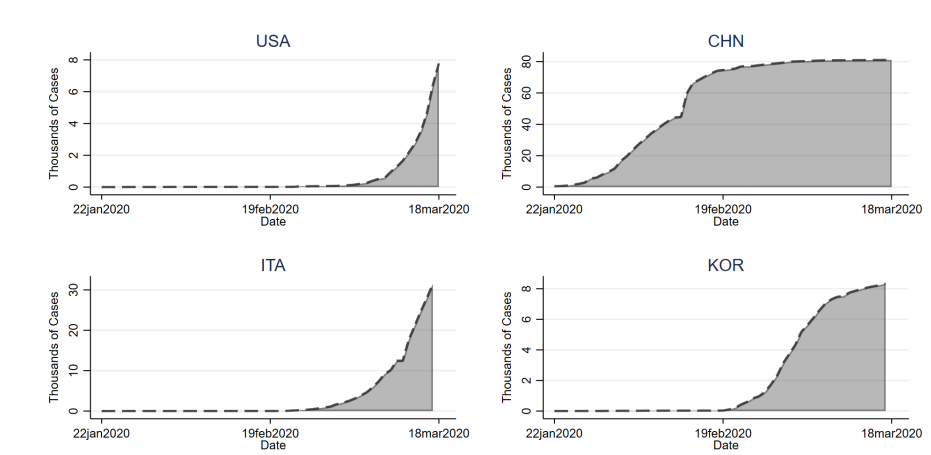 USA
Thousands of Cases
8
6
4
2
0
22jan2020 19feb2020 18mar2020
Date
CHN
Thousands of Cases
80
60
40
20
0
22jan2020 19feb2020 18mar2020
Date
ITA
Thousands of Cases
30
20
10
0
22jan2020 19feb2020 18mar2020
Date
KOR
Thousands of Cases
8
6
4
2
0
22jan2020 19feb2020 18mar2020
Date